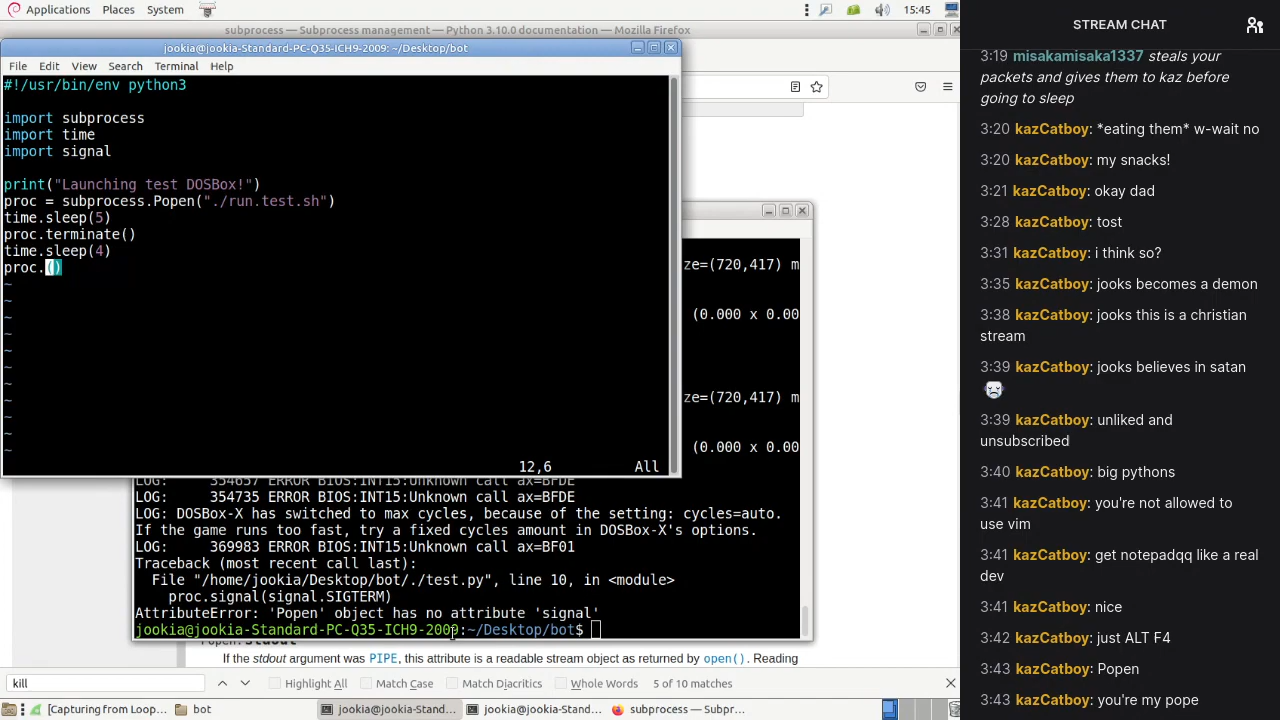 Applications Places System 15:45
subprocess — Subprocess management — Python 3.10.0 documentation — Mozilla Firefox
jookia@jookia-Standard-PC-Q35-ICH9-2009: ~/Desktop/bot
File Edit View Search Terminal Help
#!/usr/bin/env python3
import subprocess
import time
import signal
print("Launching test DOSBox!")
proc = subprocess.Popen("./run.test.sh")
time.sleep(5)
proc.terminate()
time.sleep(4)
proc.()
~
~
~
~
~
~
~
~
~
~
~
12,6 All
ze=(720,417) m
(0.000 x 0.00
ze=(720,417) m
(0.000 x 0.00
LOG: 354657 ERROR BIOS:INT15:Unknown call ax=BFDE
LOG: 354735 ERROR BIOS:INT15:Unknown call ax=BFDE
LOG: DOSBox-X has switched to max cycles, because of the setting: cycles=auto.
If the game runs too fast, try a fixed cycles amount in DOSBox-X's options.
LOG: 369983 ERROR BIOS:INT15:Unknown call ax=BF01
Traceback (most recent call last):
File "/home/jookia/Desktop/bot/./test.py", line 10, in <module>
proc.signal(signal.SIGTERM)
AttributeError: 'Popen' object has no attribute 'signal'
jookia@jookia-Standard-PC-Q35-ICH9-2009:~/Desktop/bot$
Popen.stdout
If the stdout argument was PIPE, this attribute is a readable stream object as returned by open(). Reading
kill Highlight All Match Case Match Diacritics Whole Words 5 of 10 matches
[Capturing from Loop... bot jookia@jookia-Stand... jookia@jookia-Stand... subprocess — Subpr...
STREAM CHAT
3:19 misakamisaka1337 steals your
packets and gives them to kaz before
going to sleep
3:20 kazCatboy: *eating them* w-wait no
3:20 kazCatboy: my snacks!
3:21 kazCatboy: okay dad
3:28 kazCatboy: tost
3:31 kazCatboy: i think so?
3:35 kazCatboy: jooks becomes a demon
3:38 kazCatboy: jooks this is a christian
stream
3:39 kazCatboy: jooks believes in satan
3:39 kazCatboy: unliked and
unsubscribed
3:40 kazCatboy: big pythons
3:41 kazCatboy: you're not allowed to
use vim
3:41 kazCatboy: get notepadqq like a real
dev
3:41 kazCatboy: nice
3:42 kazCatboy: just ALT F4
3:43 kazCatboy: Popen
3:43 kazCatboy: you're my pope